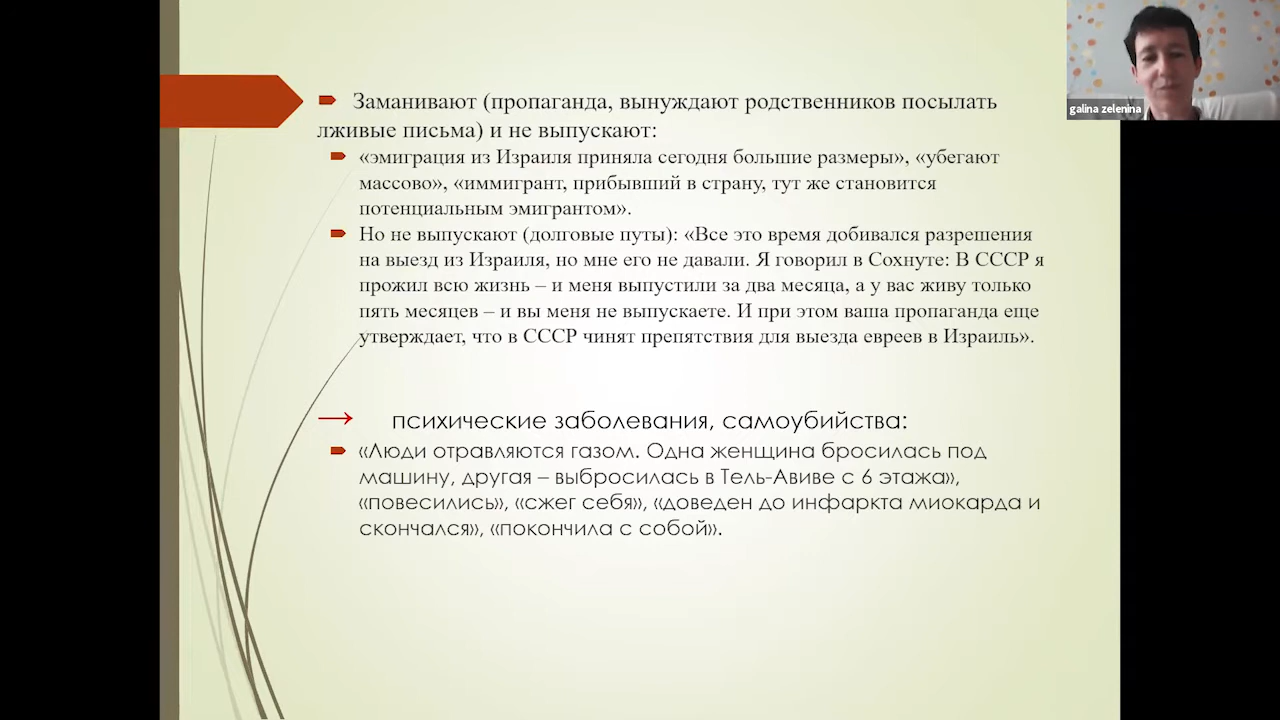 Заманивают (пропаганда, вынуждают родственников посылать
лживые письма) и не выпускают:
«эмиграция из Израиля приняла сегодня большие размеры», «убегают
массово», «иммигрант, прибывший в страну, тут же становится
потенциальным эмигрантом».
Но не выпускают (долговые путы): «Все это время добивался разрешения
на выезд из Израиля, но мне его не давали. Я говорил в Сохнуте: В СССР я
прожил всю жизнь – и меня выпустили за два месяца, а у вас живу только
пять месяцев – и вы меня не выпускаете. И при этом ваша пропаганда еще
утверждает, что в СССР чинят препятствия для выезда евреев в Израиль».
→ психические заболевания, самоубийства:
«Люди отравляются газом. Одна женщина бросилась под
машину, другая – выбросилась в Тель-Авиве с 6 этажа»,
«повесились», «сжег себя», «доведен до инфаркта миокарда и
скончался», «покончила с собой».
galina zelenina